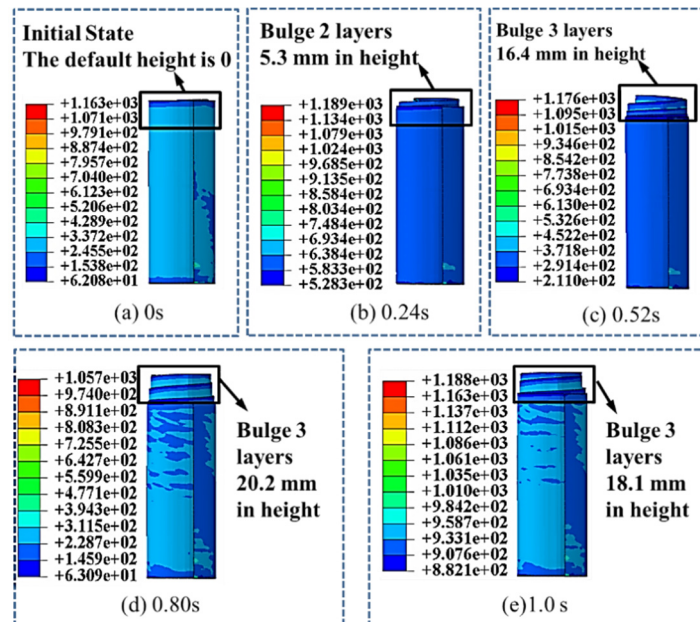 Initial State
The default height is 0
+1.163e+03
+1.071e+03
+9.791e+02
+8.874e+02
+7.957e+02
+7.040e+02
+6.123e+02
+5.206e+02
+4.289e+02
+3.372e+02
+2.455e+02
+1.538e+02
+6.208e+01
(a) 0s
Bulge 2 layers
5.3 mm in height
+1.189e+03
+1.134e+03
+1.079e+03
+1.024e+03
+9.685e+02
+9.135e+02
+8.584e+02
+8.034e+02
+7.484e+02
+6.934e+02
+6.384e+02
+5.833e+02
+5.283e+02
(b) 0.24s
Bulge 3 layers
16.4 mm in height
+1.176e+03
+1.095e+03
+1.015e+03
+9.346e+02
+8.542e+02
+7.738e+02
+6.934e+02
+6.130e+02
+5.326e+02
+4.522e+02
+3.718e+02
+2.914e+02
+2.110e+02
(c) 0.52s
+1.057e+03
+9.740e+02
+8.911e+02
+8.083e+02
+7.255e+02
+6.427e+02
+5.599e+02
+4.771e+02
+3.943e+02
+3.115e+02
+2.287e+02
+1.459e+02
+6.309e+01
Bulge 3
layers
20.2 mm
in height
(d) 0.80s
+1.188e+03
+1.163e+03
+1.137e+03
+1.112e+03
+1.086e+03
+1.061e+03
+1.035e+03
+1.010e+03
+9.842e+02
+9.587e+02
+9.331e+02
+9.076e+02
+8.821e+02
Bulge 3
layers
18.1 mm
in height
(e)1.0 s